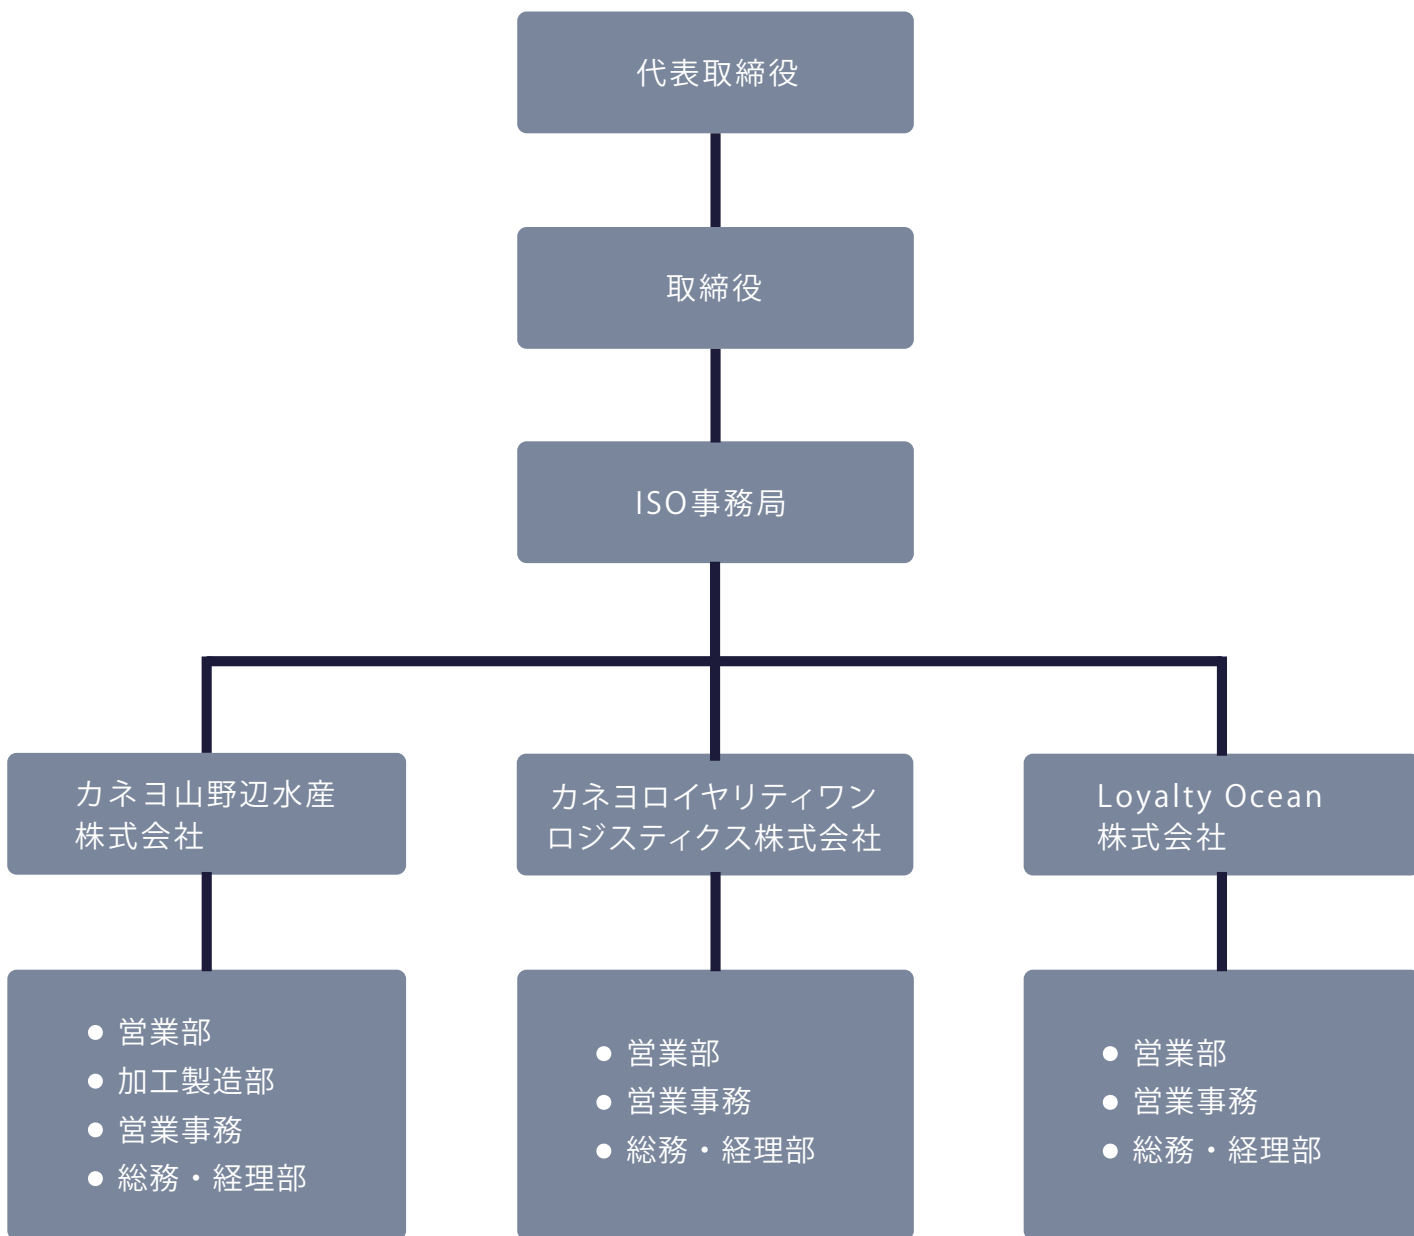 代表取締役
取締役
ISO事務局
カネヨ山野辺水産
株式会社
カネヨロイヤリティワン
ロジスティクス株式会社
Loyalty Ocean
株式会社
● 営業部
● 加工製造部
● 営業事務
● 総務・経理部
● 営業部
● 営業事務
● 総務・経理部
● 営業部
● 営業事務
● 総務・経理部